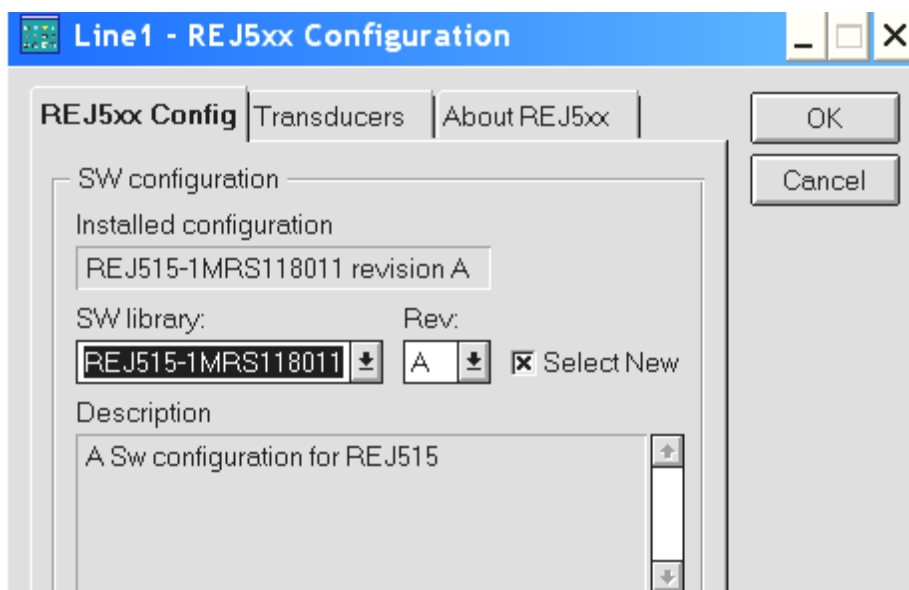 Line1 - REJ5xx Configuration
REJ5xx Config Transducers About REJ5xx
OK
Cancel
SW configuration
Installed configuration
REJ515-1MRS118011 revision A
SW library: Rev:
REJ515-1MRS118011 A Select New
Description
A Sw configuration for REJ515